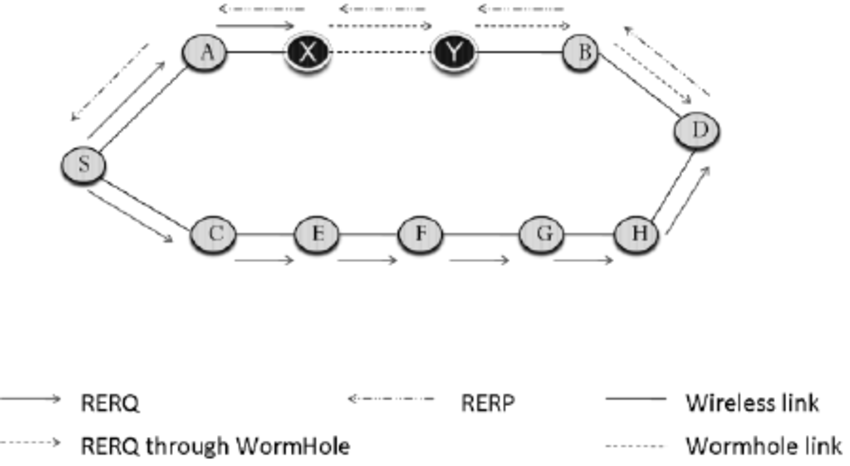 A X Y B
D
S
C E F G H
RERQ RERP Wireless link
RERQ through WormHole Wormhole link